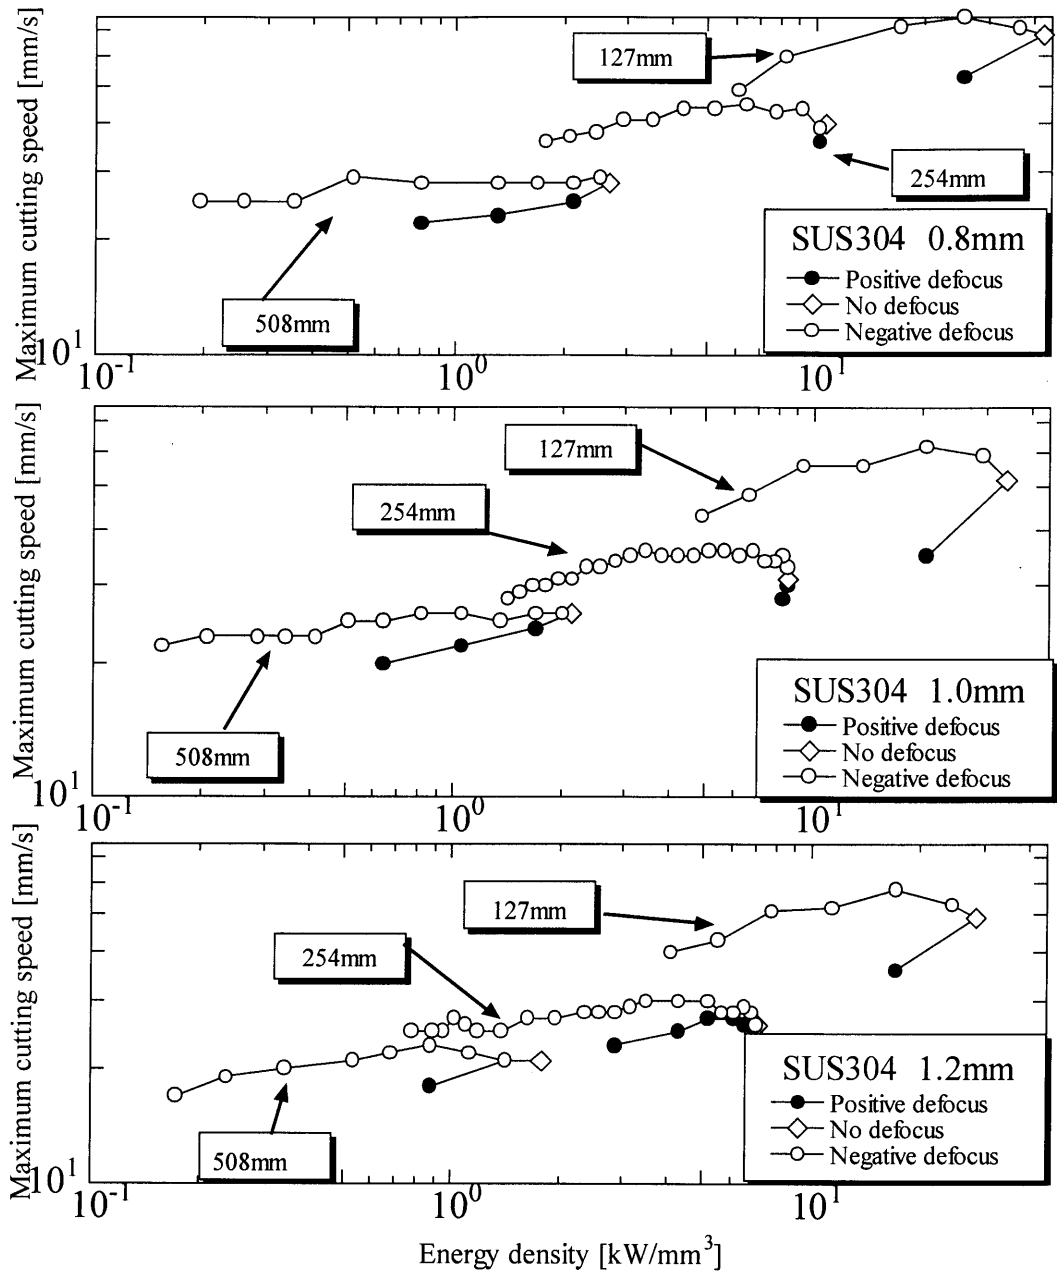 Maximum cutting speed [mm/s]
127mm
254mm
508mm
SUS304 0.8mm
Positive defocus
No defocus
Negative defocus
10¹
10⁻¹ 10⁰ 10¹
Maximum cutting speed [mm/s]
127mm
254mm
508mm
SUS304 1.0mm
Positive defocus
No defocus
Negative defocus
10¹
10⁻¹ 10⁰ 10¹
Maximum cutting speed [mm/s]
127mm
254mm
508mm
SUS304 1.2mm
Positive defocus
No defocus
Negative defocus
10¹
10⁻¹ 10⁰ 10¹
Energy density [kW/mm³]